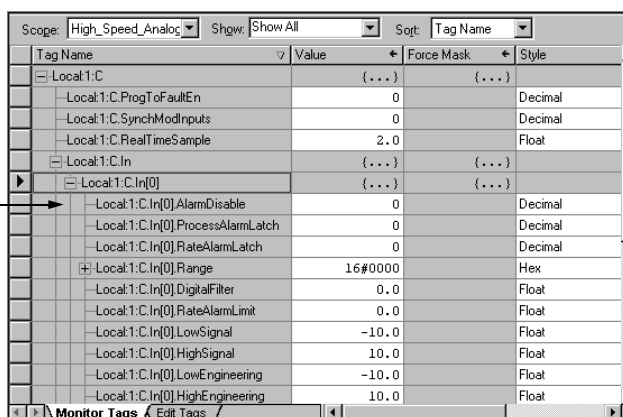 Scope: High_Speed_Analog Show: Show All Sort: Tag Name
Tag Name Value Force Mask Style
Local:1:C {...} {...}
Local:1:C.ProgToFaultEn 0 Decimal
Local:1:C.SynchModInputs 0 Decimal
Local:1:C.RealTimeSample 2.0 Float
Local:1:C.In {...} {...}
Local:1:C.In[0] {...} {...}
Local:1:C.In[0].AlarmDisable 0 Decimal
Local:1:C.In[0].ProcessAlarmLatch 0 Decimal
Local:1:C.In[0].RateAlarmLatch 0 Decimal
Local:1:C.In[0].Range 16#0000 Hex
Local:1:C.In[0].DigitalFilter 0.0 Float
Local:1:C.In[0].RateAlarmLimit 0.0 Float
Local:1:C.In[0].LowSignal -10.0 Float
Local:1:C.In[0].HighSignal 10.0 Float
Local:1:C.In[0].LowEngineering -10.0 Float
Local:1:C.In[0].HighEngineering 10.0 Float
Monitor Tags Edit Tags